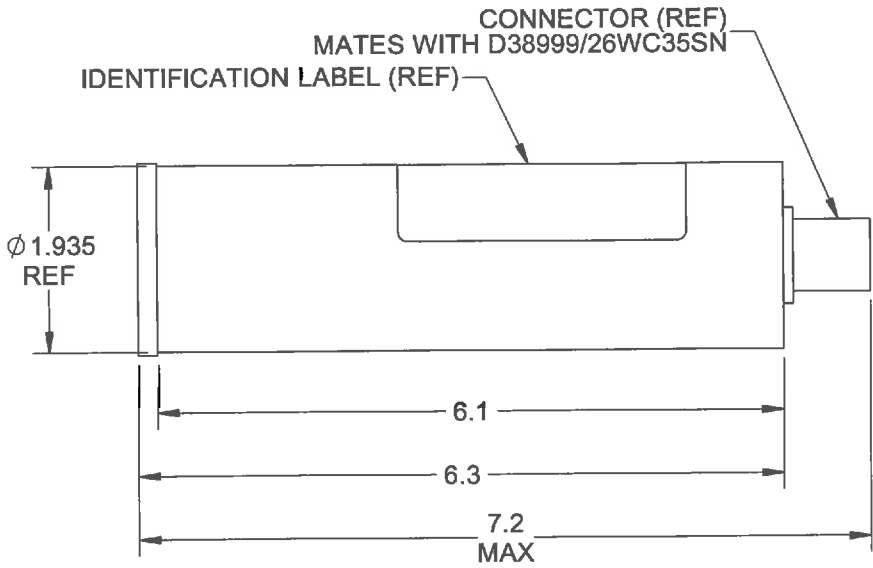 CONNECTOR (REF)
MATES WITH D38999/26WC35SN
IDENTIFICATION LABEL (REF)
Ø1.935
REF
6.1
6.3
7.2
MAX